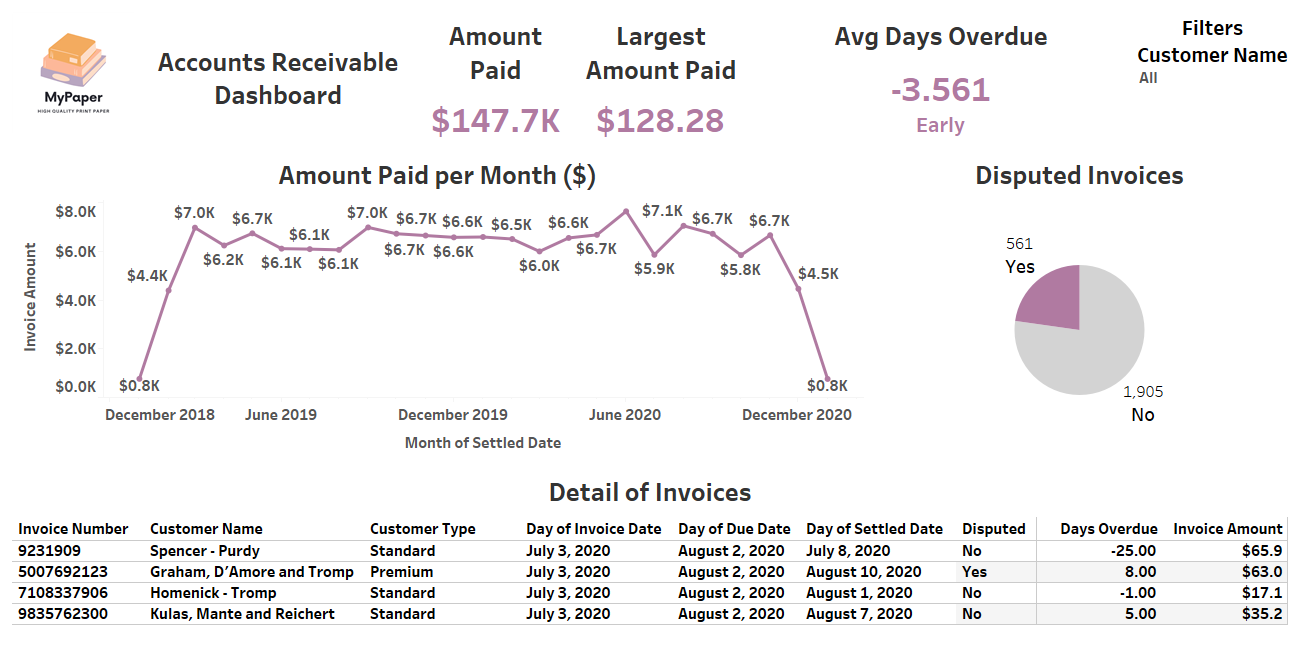 MyPaper
HIGH QUALITY PRINT PAPER
Accounts Receivable
Dashboard
Amount
Paid
$147.7K
Largest
Amount Paid
$128.28
Avg Days Overdue
-3.561
Early
Filters
Customer Name
All
Amount Paid per Month ($)
Invoice Amount
$8.0K
$6.0K
$4.0K
$2.0K
$0.0K
$0.8K
$4.4K
$7.0K
$6.2K
$6.7K
$6.1K
$6.1K
$6.1K
$7.0K
$6.7K
$6.7K
$6.6K
$6.6K
$6.5K
$6.0K
$6.6K
$6.7K
$7.1K
$5.9K
$6.7K
$5.8K
$6.7K
$4.5K
$0.8K
December 2018 June 2019 December 2019 June 2020 December 2020
Month of Settled Date
Disputed Invoices
561
Yes
1,905
No
Detail of Invoices
Invoice Number Customer Name Customer Type Day of Invoice Date Day of Due Date Day of Settled Date Disputed Days Overdue Invoice Amount
9231909 Spencer - Purdy Standard July 3, 2020 August 2, 2020 July 8, 2020 No -25.00 $65.9
5007692123 Graham, D’Amore and Tromp Premium July 3, 2020 August 2, 2020 August 10, 2020 Yes 8.00 $63.0
7108337906 Homenick - Tromp Standard July 3, 2020 August 2, 2020 August 1, 2020 No -1.00 $17.1
9835762300 Kulas, Mante and Reichert Standard July 3, 2020 August 2, 2020 August 7, 2020 No 5.00 $35.2